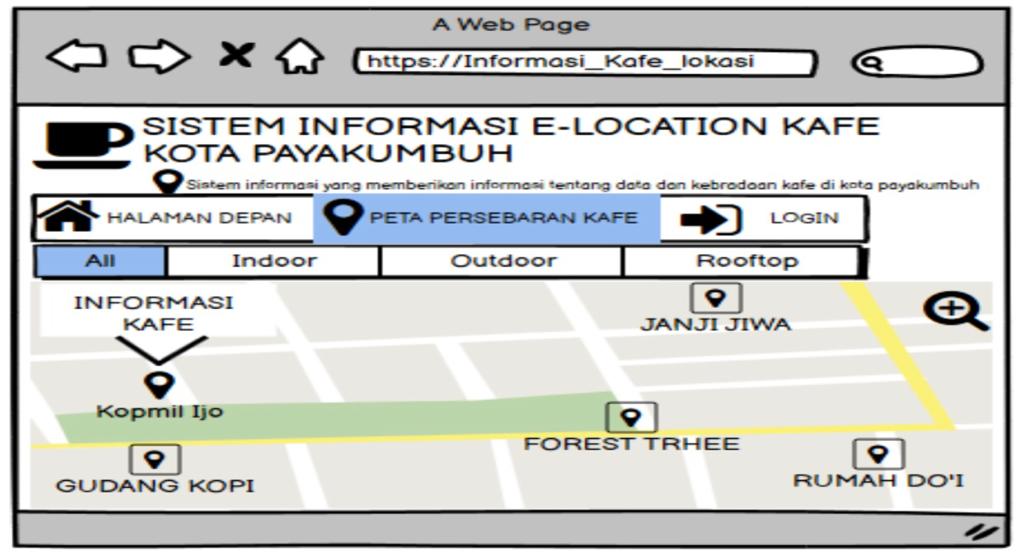 A Web Page
https://Informasi_Kafe_lokasi
SISTEM INFORMASI E-LOCATION KAFE
KOTA PAYAKUMBUH
Sistem informasi yang memberikan informasi tentang data dan kebradaan kafe di kota payakumbuh
HALAMAN DEPAN PETA PERSEBARAN KAFE LOGIN
All Indoor Outdoor Rooftop
INFORMASI
KAFE
JANJI JIWA
Kopmil Ijo
FOREST TRHEE
GUDANG KOPI
RUMAH DO'I